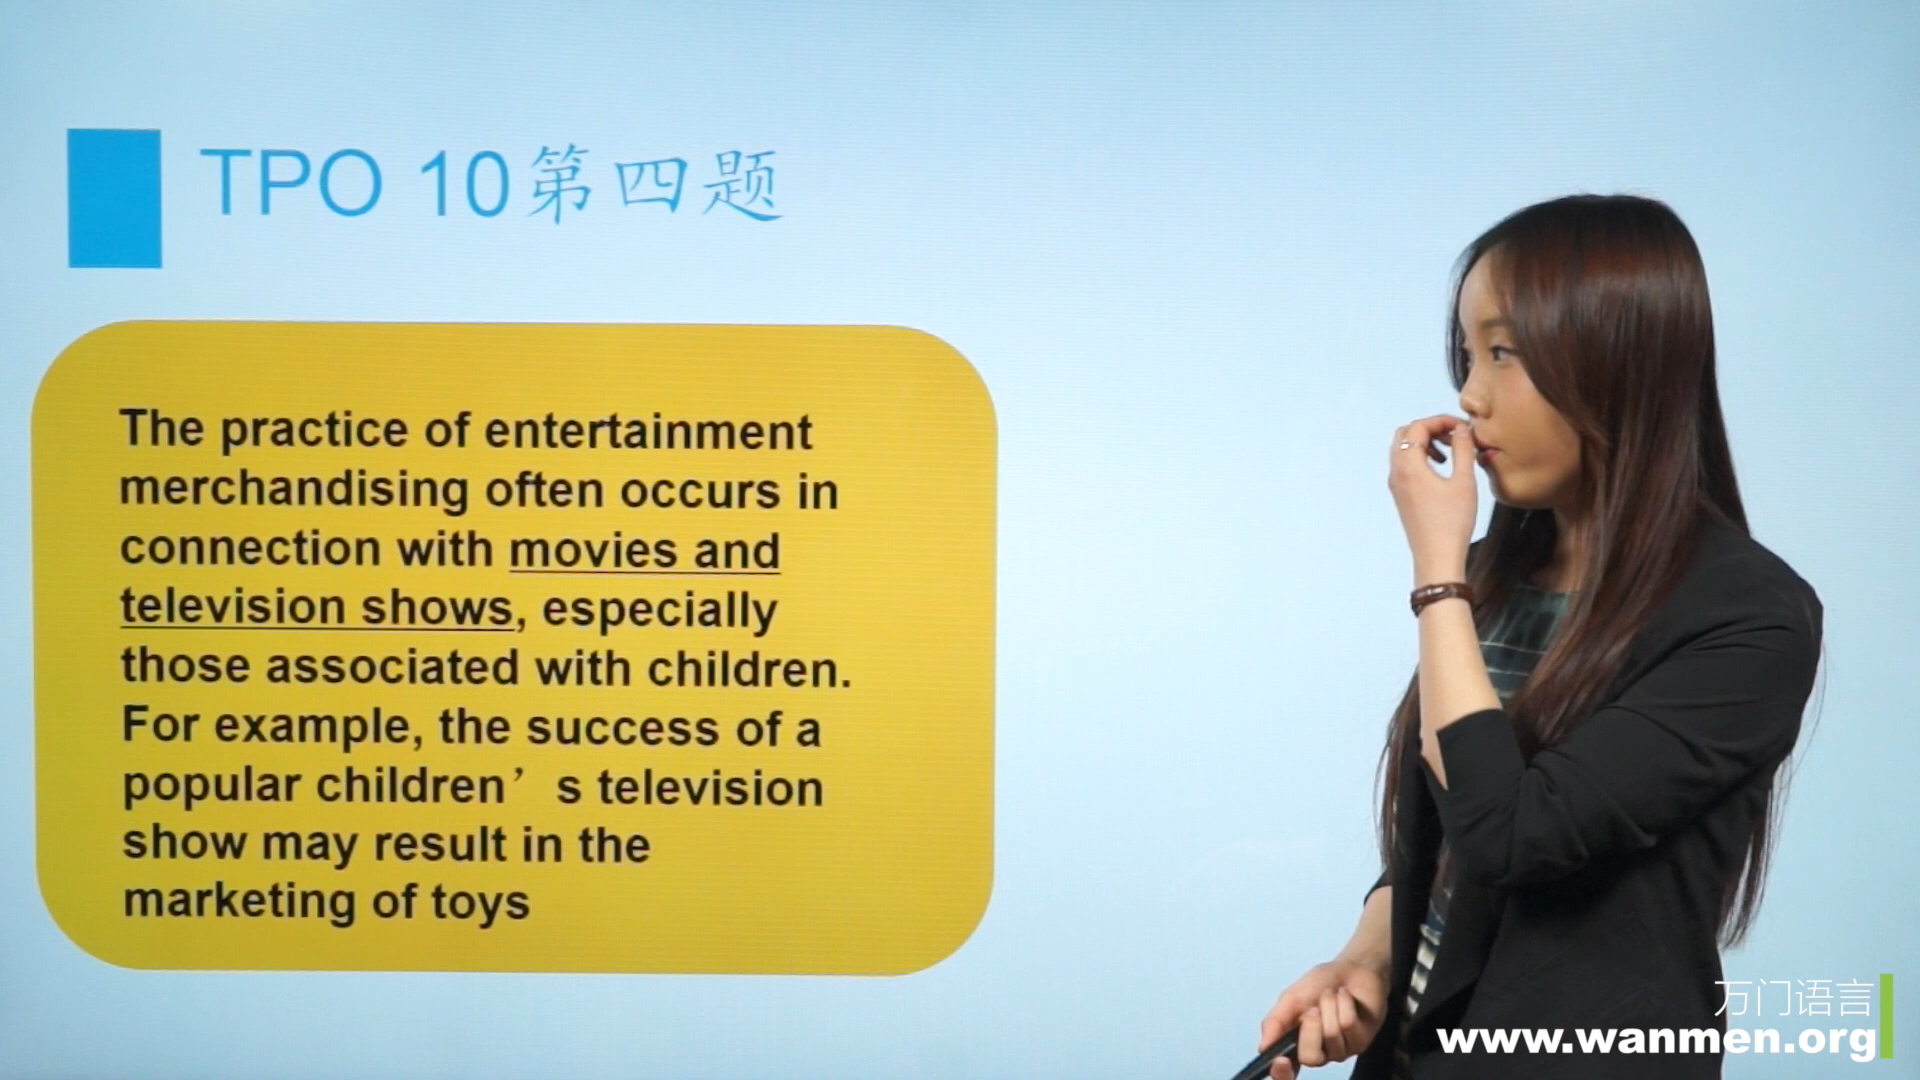 TPO 10第四题
The practice of entertainment
merchandising often occurs in
connection with movies and
television shows, especially
those associated with children.
For example, the success of a
popular children’s television
show may result in the
marketing of toys
万门语言
www.wanmen.org